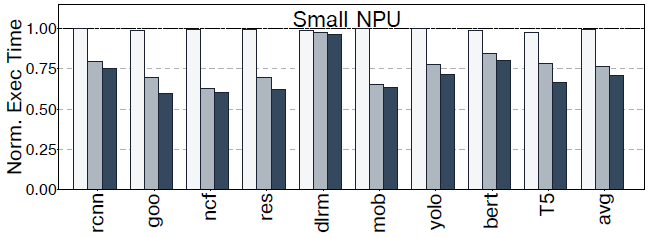 Small NPU
Norm. Exec Time
1.00
0.75
0.50
0.25
0.00
rcnn
goo
ncf
res
dlrm
mob
yolo
bert
T5
avg